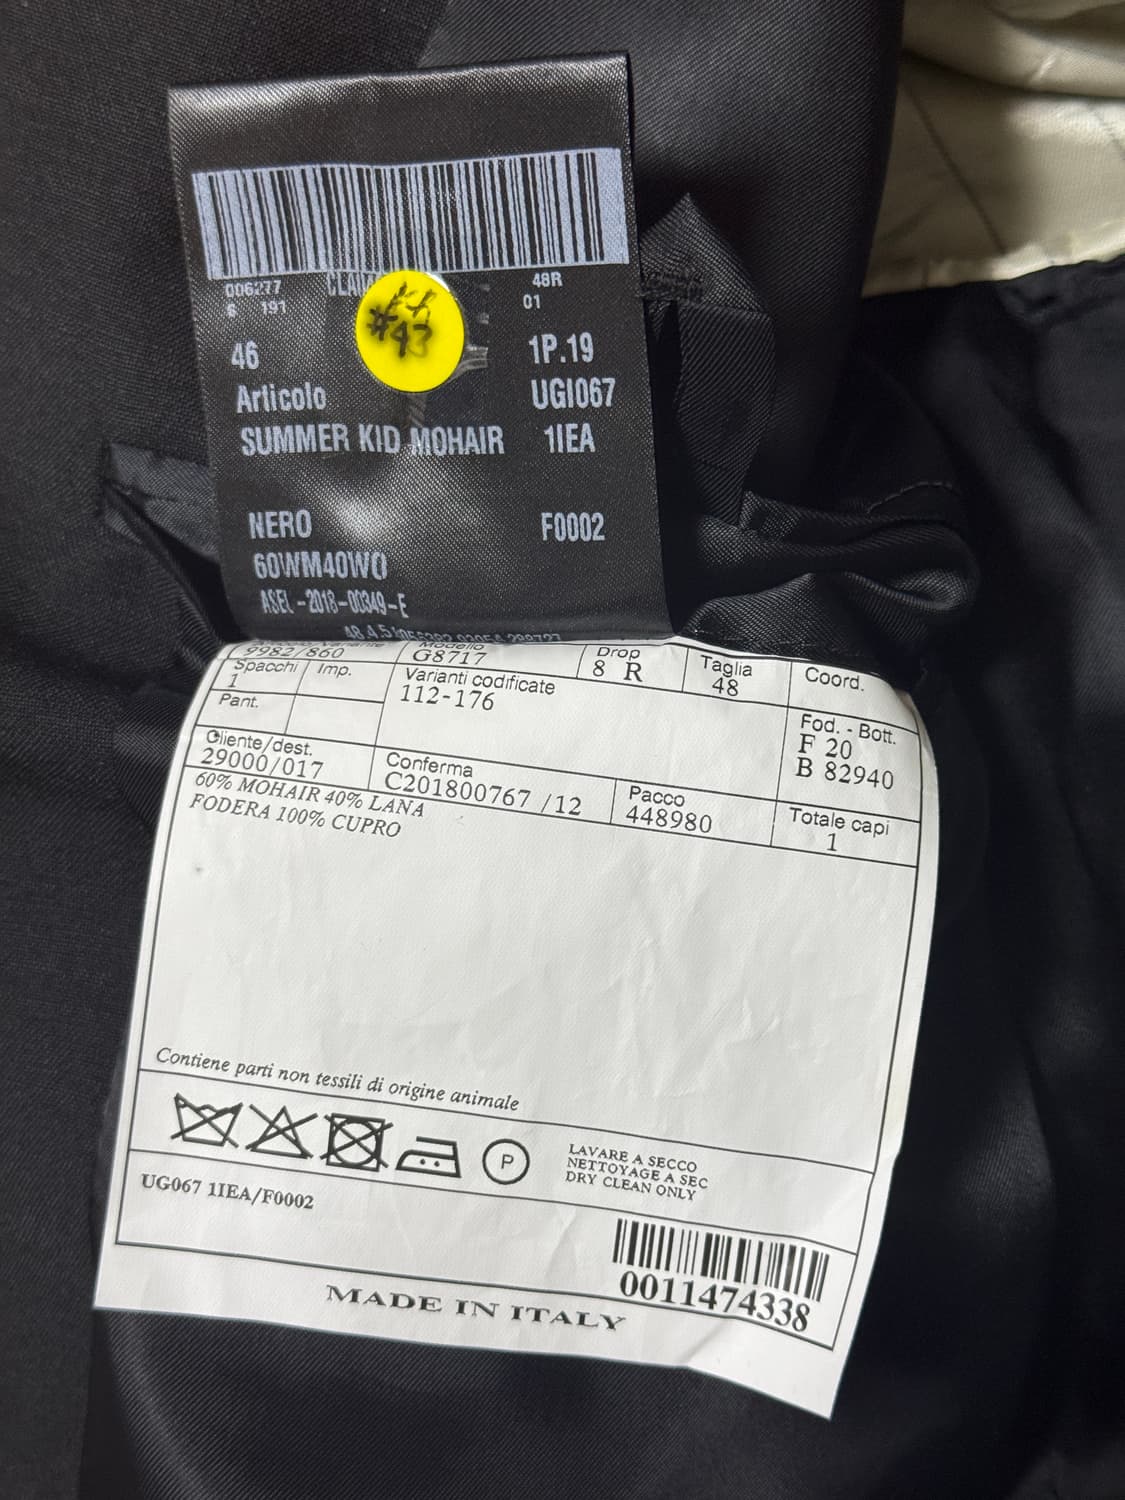 006277 48R
6 191 01
#43
46 1P.19
Articolo UGI067
SUMMER KID MOHAIR 1IEA
NERO F0002
60WM40WO
ASEL-2018-00349-E
9982/860 Modello G8717 Drop 8 R Taglia 48 Coord.
Spacchi 1 Imp. Varianti codificate 112-176
Pant. Fod. - Bott.
F 20
B 82940
Cliente/dest. 29000/017 Conferma C201800767 /12 Pacco 448980 Totale capi 1
60% MOHAIR 40% LANA
FODERA 100% CUPRO
Contiene parti non tessili di origine animale
P
LAVARE A SECCO
NETTOYAGE A SEC
DRY CLEAN ONLY
UG067 1IEA/F0002
0011474338
MADE IN ITALY